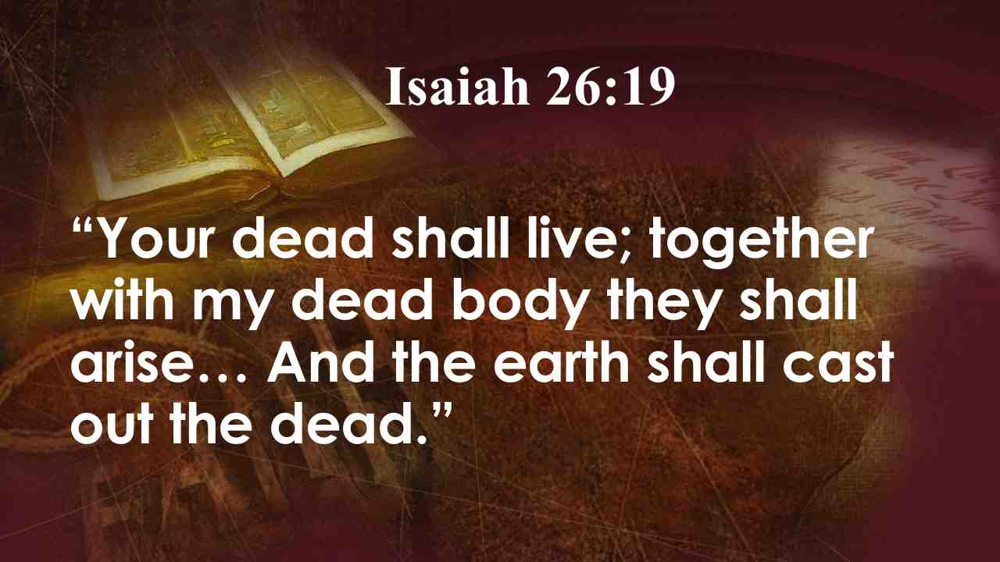 Isaiah 26:19
“Your dead shall live; together
with my dead body they shall
arise… And the earth shall cast
out the dead.”